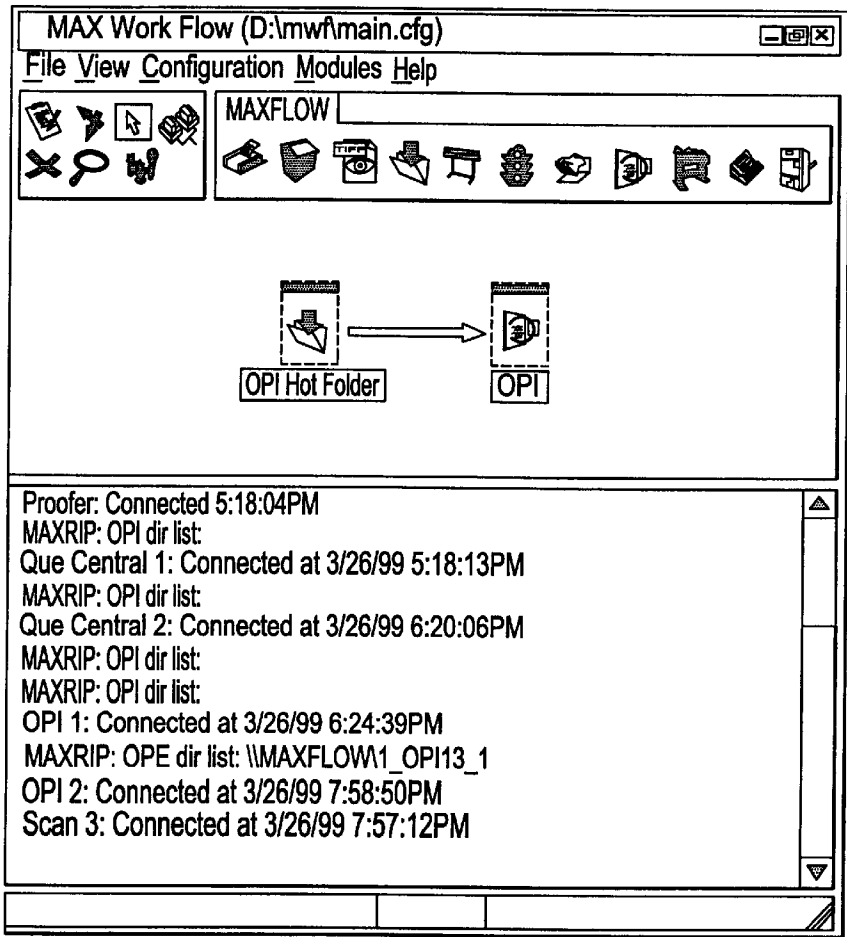 MAX Work Flow (D:\mwf\main.cfg)
File View Configuration Modules Help
MAXFLOW
TIFF
OPI Hot Folder
OPI
Proofer: Connected 5:18:04PM
MAXRIP: OPI dir list:
Que Central 1: Connected at 3/26/99 5:18:13PM
MAXRIP: OPI dir list:
Que Central 2: Connected at 3/26/99 6:20:06PM
MAXRIP: OPI dir list:
MAXRIP: OPI dir list:
OPI 1: Connected at 3/26/99 6:24:39PM
MAXRIP: OPE dir list: \\MAXFLOW\1_OPI13_1
OPI 2: Connected at 3/26/99 7:58:50PM
Scan 3: Connected at 3/26/99 7:57:12PM